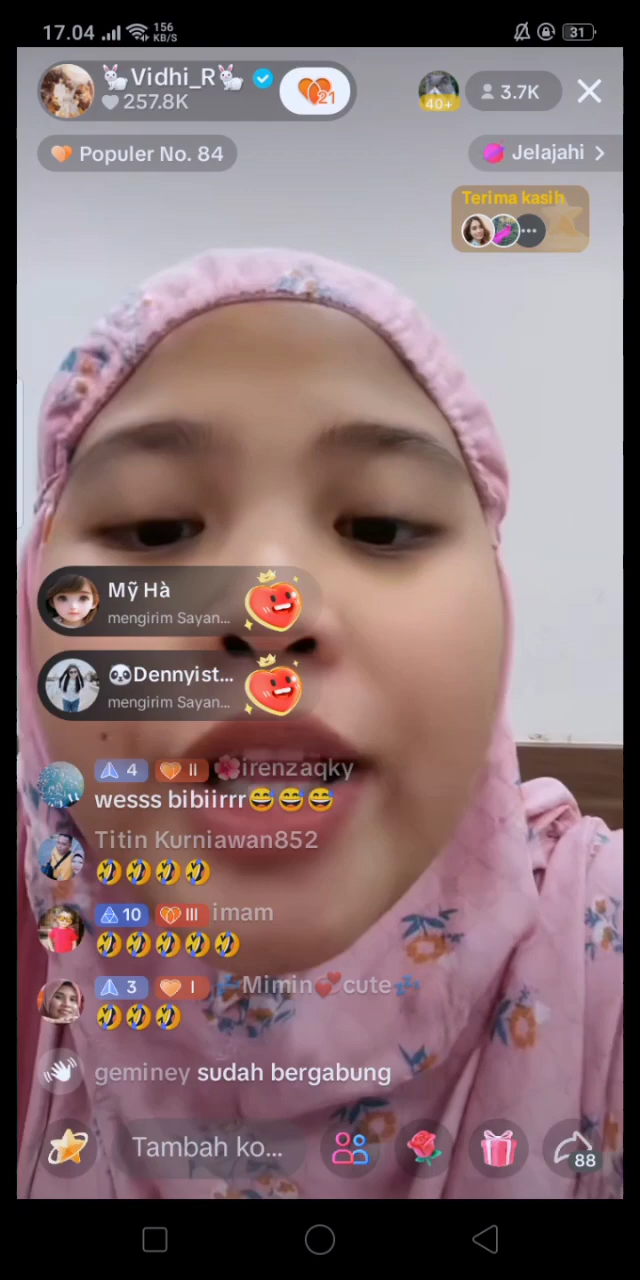 17.04
156
KB/S
31
🐇Vidhi_R🐇
257.8K
21
40+
3.7K
Populer No. 84
Jelajahi
Terima kasih
Mỹ Hà
mengirim Sayan...
🐼Dennyist...
mengirim Sayan...
4 II 🌸irenzaqky
wesss bibiirrr😅😅😅
Titin Kurniawan852
🤣🤣🤣🤣
10 III imam
🤣🤣🤣🤣🤣
3 I 💤Mimin💞cute💤
🤣🤣🤣
geminey sudah bergabung
Tambah ko...
88